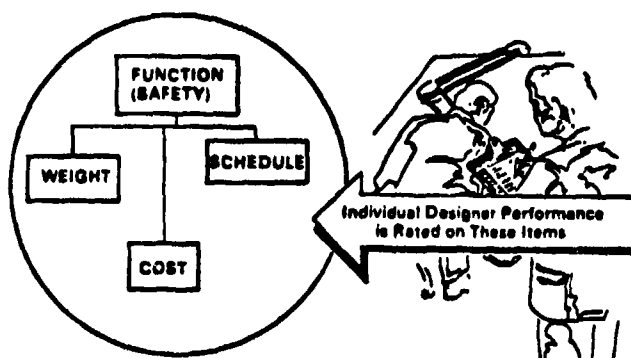 FUNCTION
(SAFETY)
WEIGHT
SCHEDULE
COST
Individual Designer Performance
is Rated on These Items